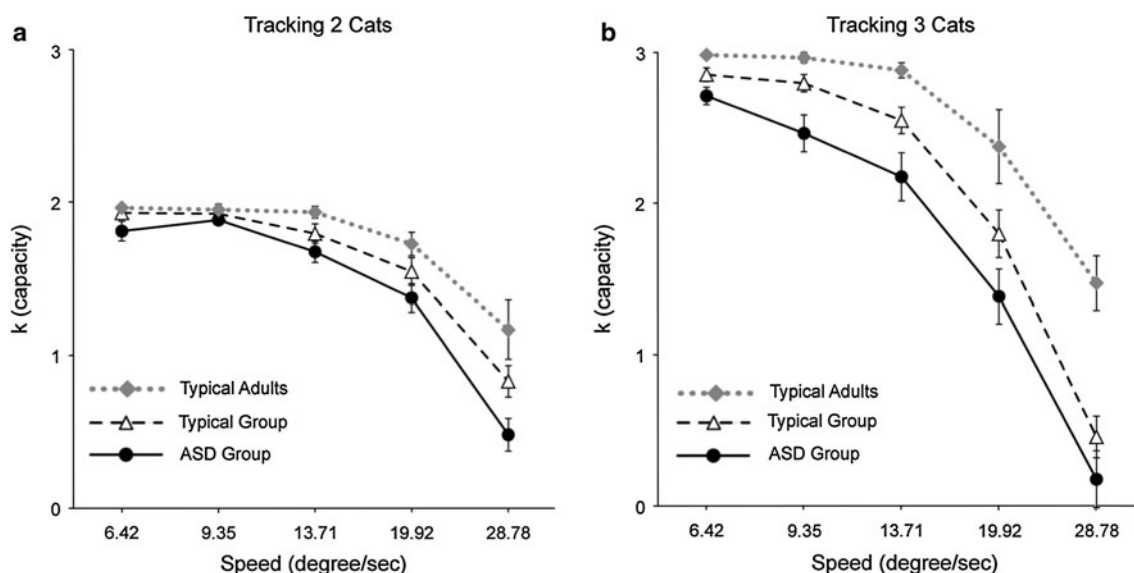 a
Tracking 2 Cats
3
2
1
0
k (capacity)
Typical Adults
Typical Group
ASD Group
6.42 9.35 13.71 19.92 28.78
Speed (degree/sec)
b
Tracking 3 Cats
3
2
1
0
k (capacity)
Typical Adults
Typical Group
ASD Group
6.42 9.35 13.71 19.92 28.78
Speed (degree/sec)